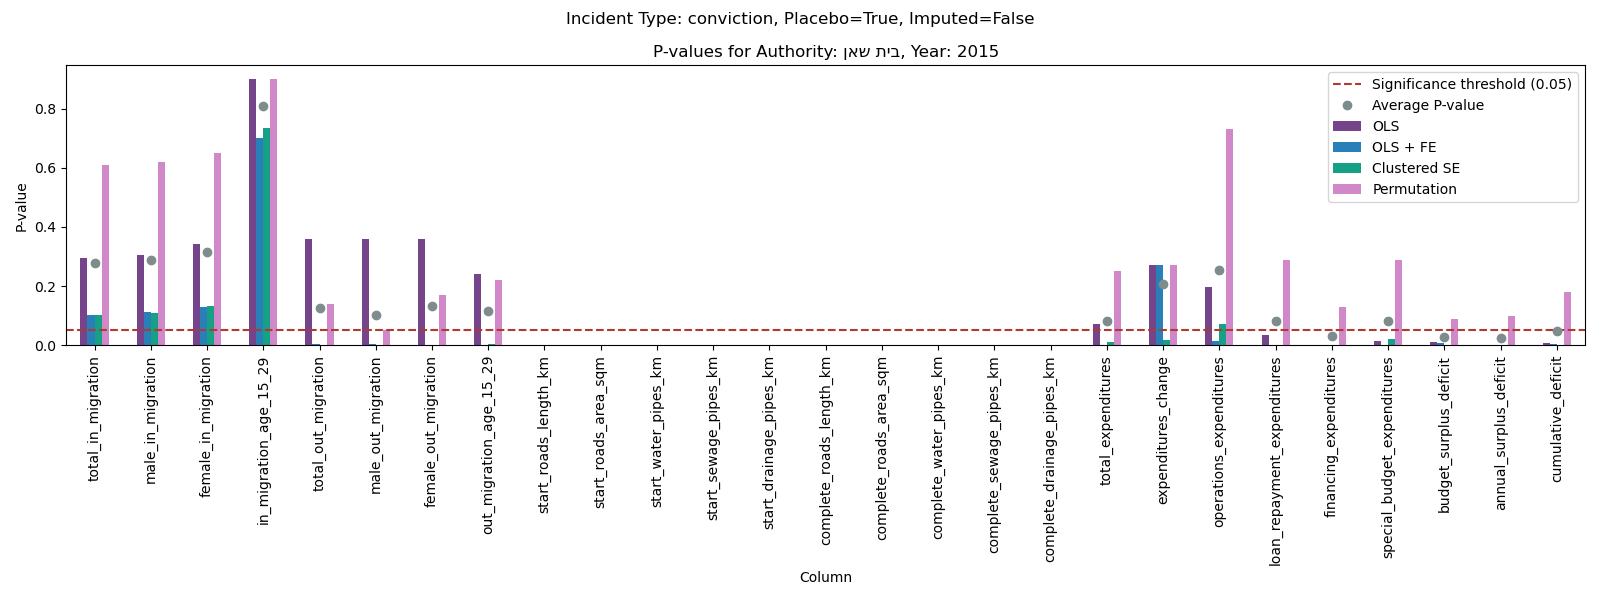 Incident Type: conviction, Placebo=True, Imputed=False
P-values for Authority: בית שאן, Year: 2015
P-value
0.8
0.6
0.4
0.2
0.0
Significance threshold (0.05)
Average P-value
OLS
OLS + FE
Clustered SE
Permutation
total_in_migration
male_in_migration
female_in_migration
in_migration_age_15_29
total_out_migration
male_out_migration
female_out_migration
out_migration_age_15_29
start_roads_length_km
start_roads_area_sqm
start_water_pipes_km
start_sewage_pipes_km
start_drainage_pipes_km
complete_roads_length_km
complete_roads_area_sqm
complete_water_pipes_km
complete_sewage_pipes_km
complete_drainage_pipes_km
total_expenditures
expenditures_change
operations_expenditures
loan_repayment_expenditures
financing_expenditures
special_budget_expenditures
budget_surplus_deficit
annual_surplus_deficit
cumulative_deficit
Column